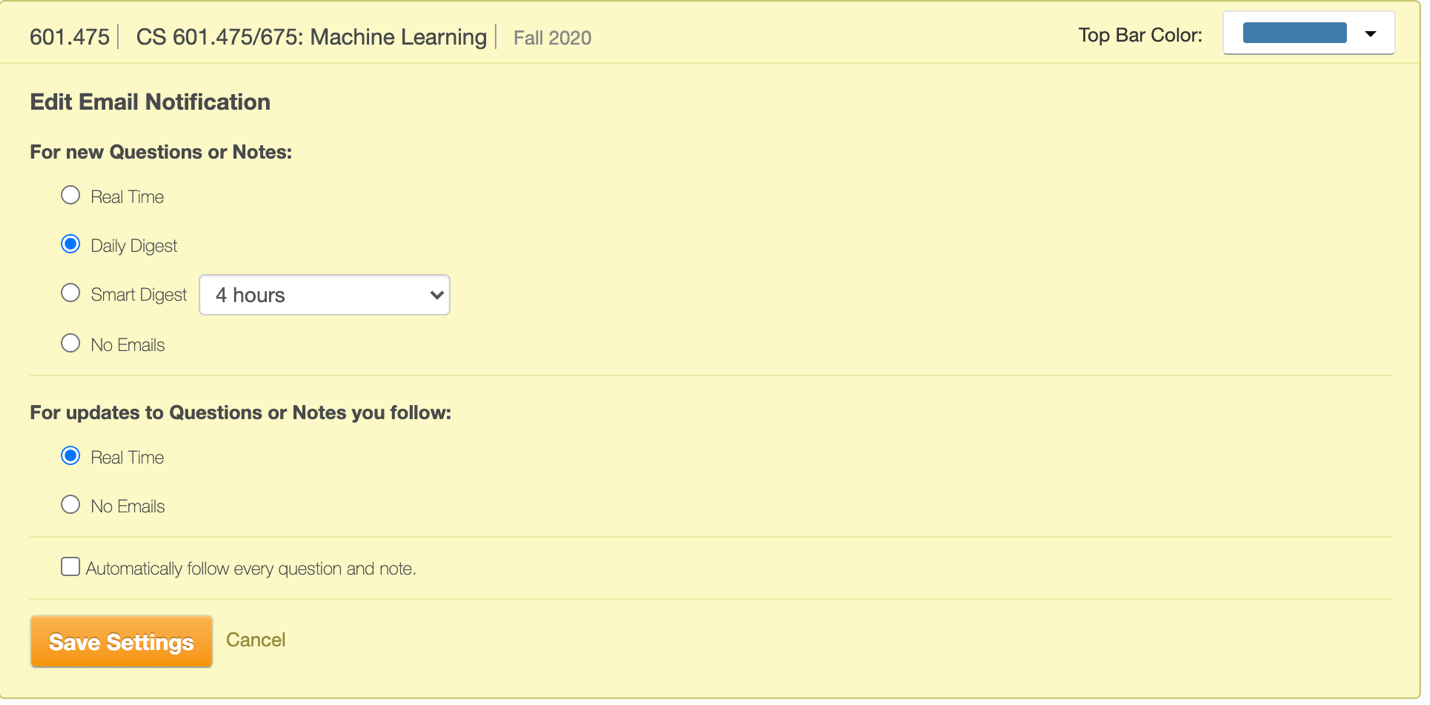 601.475 CS 601.475/675: Machine Learning Fall 2020 Top Bar Color:
Edit Email Notification
For new Questions or Notes:
Real Time
Daily Digest
Smart Digest 4 hours
No Emails
For updates to Questions or Notes you follow:
Real Time
No Emails
Automatically follow every question and note.
Save Settings Cancel